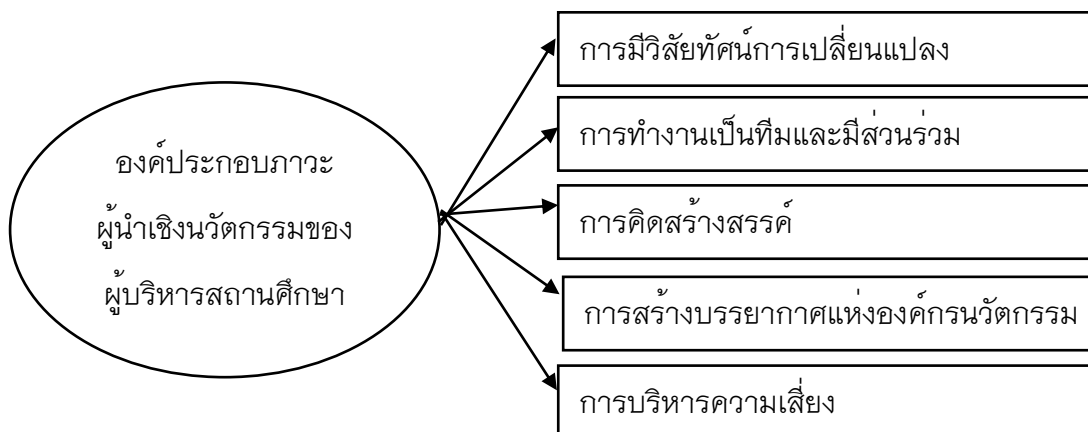 องค์ประกอบภาวะ
ผู้นำเชิงนวัตกรรมของ
ผู้บริหารสถานศึกษา
การมีวิสัยทัศน์การเปลี่ยนแปลง
การทำงานเป็นทีมและมีส่วนร่วม
การคิดสร้างสรรค์
การสร้างบรรยากาศแห่งองค์กรนวัตกรรม
การบริหารความเสี่ยง